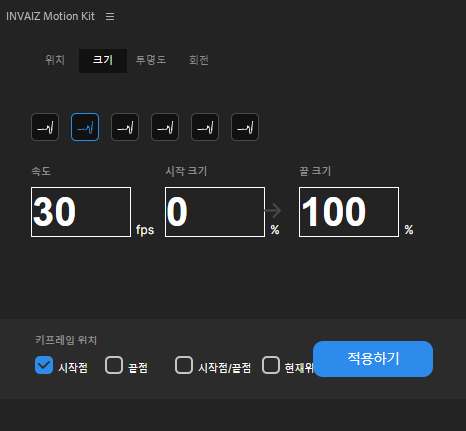 INVAIZ Motion Kit
위치 크기 투명도 회전
속도 시작 크기 끝 크기
30 fps 0 % 100 %
키프레임 위치
시작점 끝점 시작점/끝점 현재위
적용하기